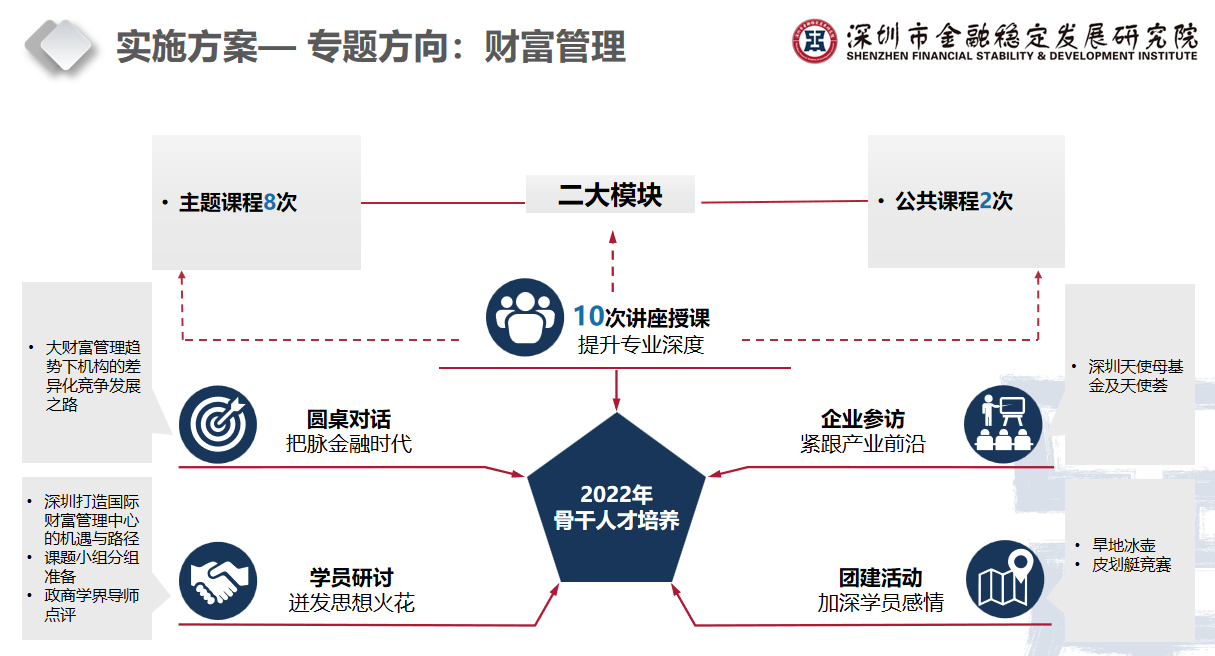 实施方案— 专题方向：财富管理
深圳市金融稳定发展研究院
SHENZHEN FINANCIAL STABILITY & DEVELOPMENT INSTITUTE
• 主题课程8次
二大模块
• 公共课程2次
10次讲座授课
提升专业深度
• 大财富管理趋
势下机构的差
异化竞争发展
之路
圆桌对话
把脉金融时代
企业参访
紧跟产业前沿
• 深圳天使母基
金及天使荟
2022年
骨干人才培养
• 深圳打造国际
财富管理中心
的机遇与路径
• 课题小组分组
准备
• 政商学界导师
点评
学员研讨
迸发思想火花
团建活动
加深学员感情
• 旱地冰壶
• 皮划艇竞赛